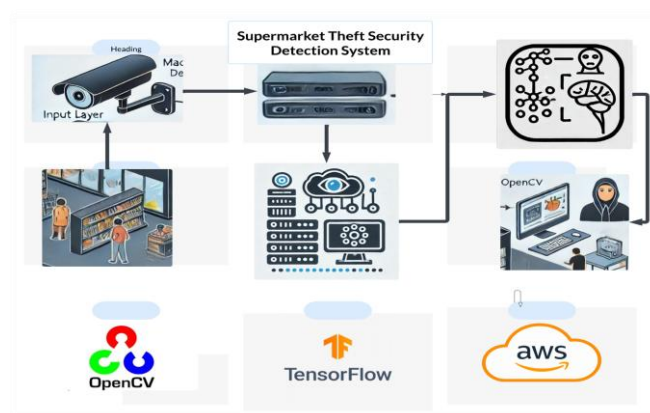 Heading
Supermarket Theft Security
Detection System
Mac
De
Input Layer
OpenCV
OpenCV
TensorFlow
aws